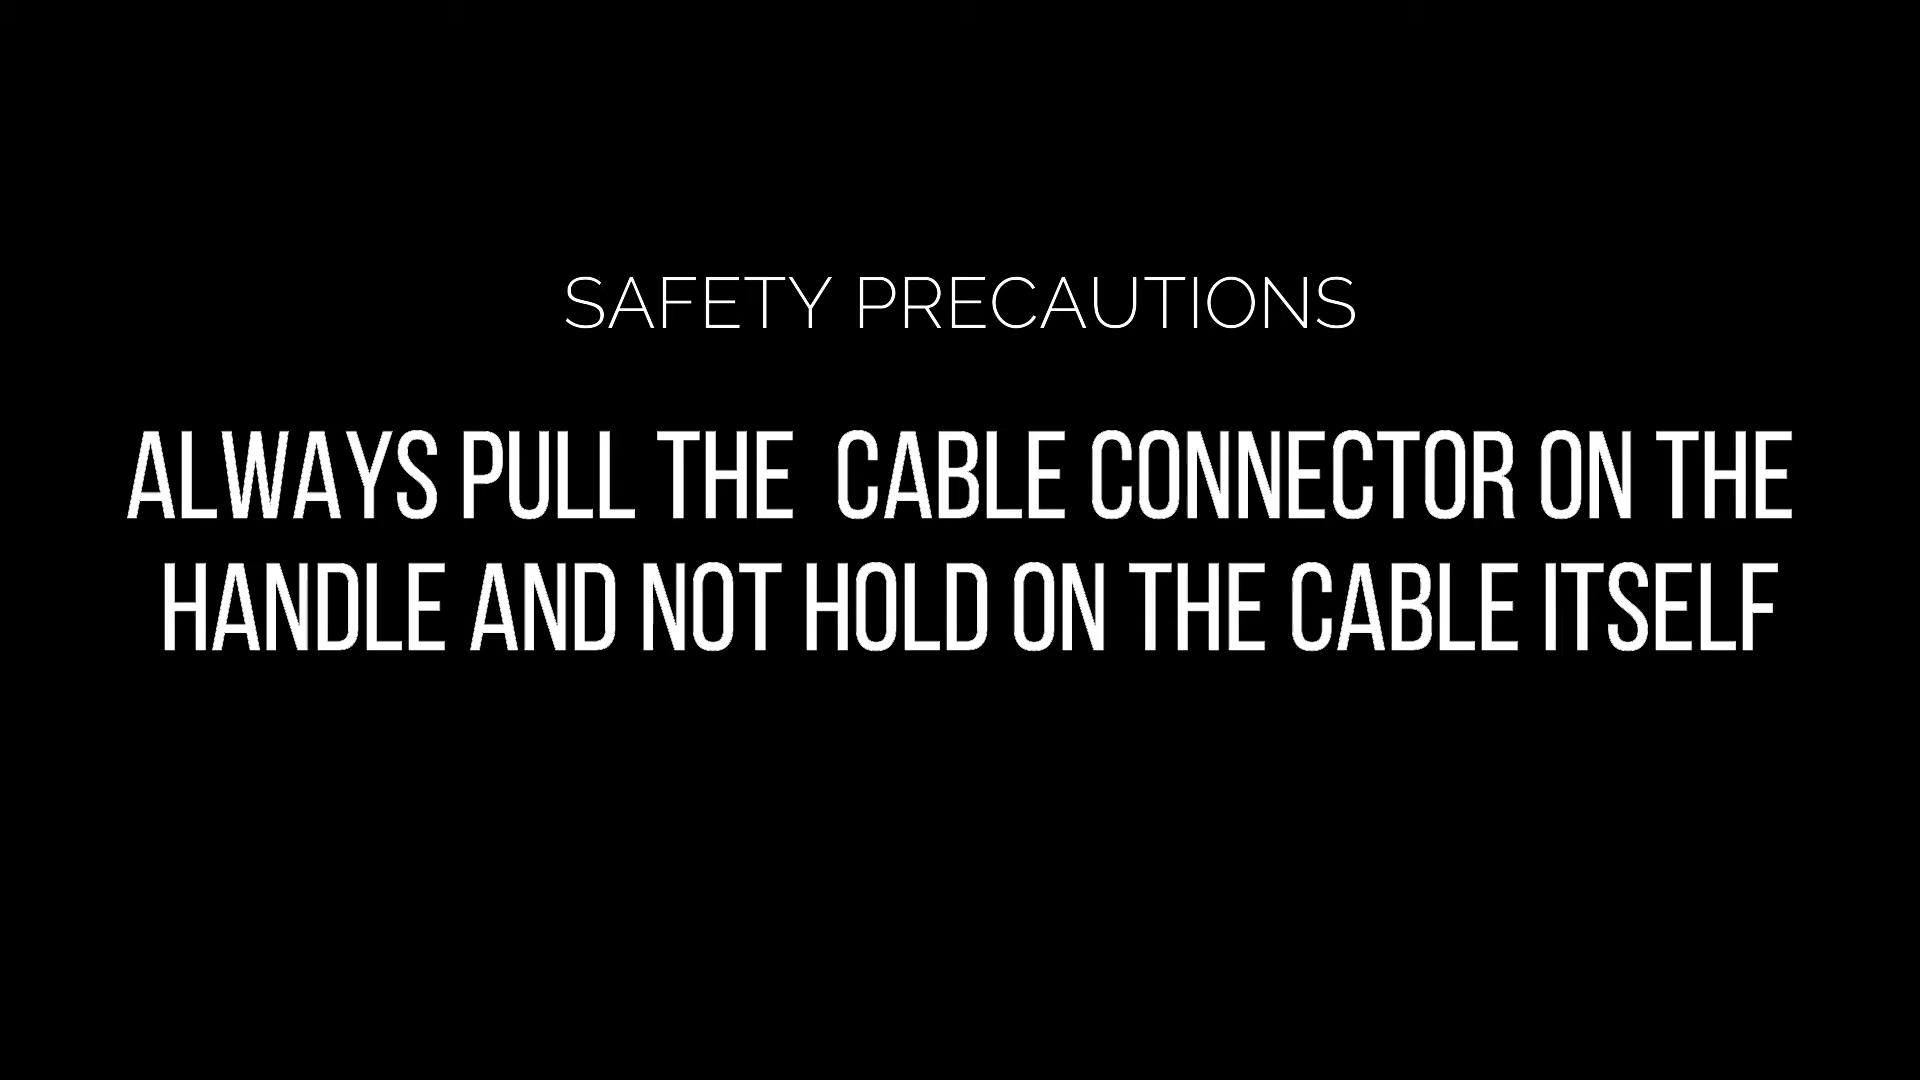 SAFETY PRECAUTIONS
ALWAYS PULL THE  CABLE CONNECTOR ON THE
HANDLE AND NOT HOLD ON THE CABLE ITSELF